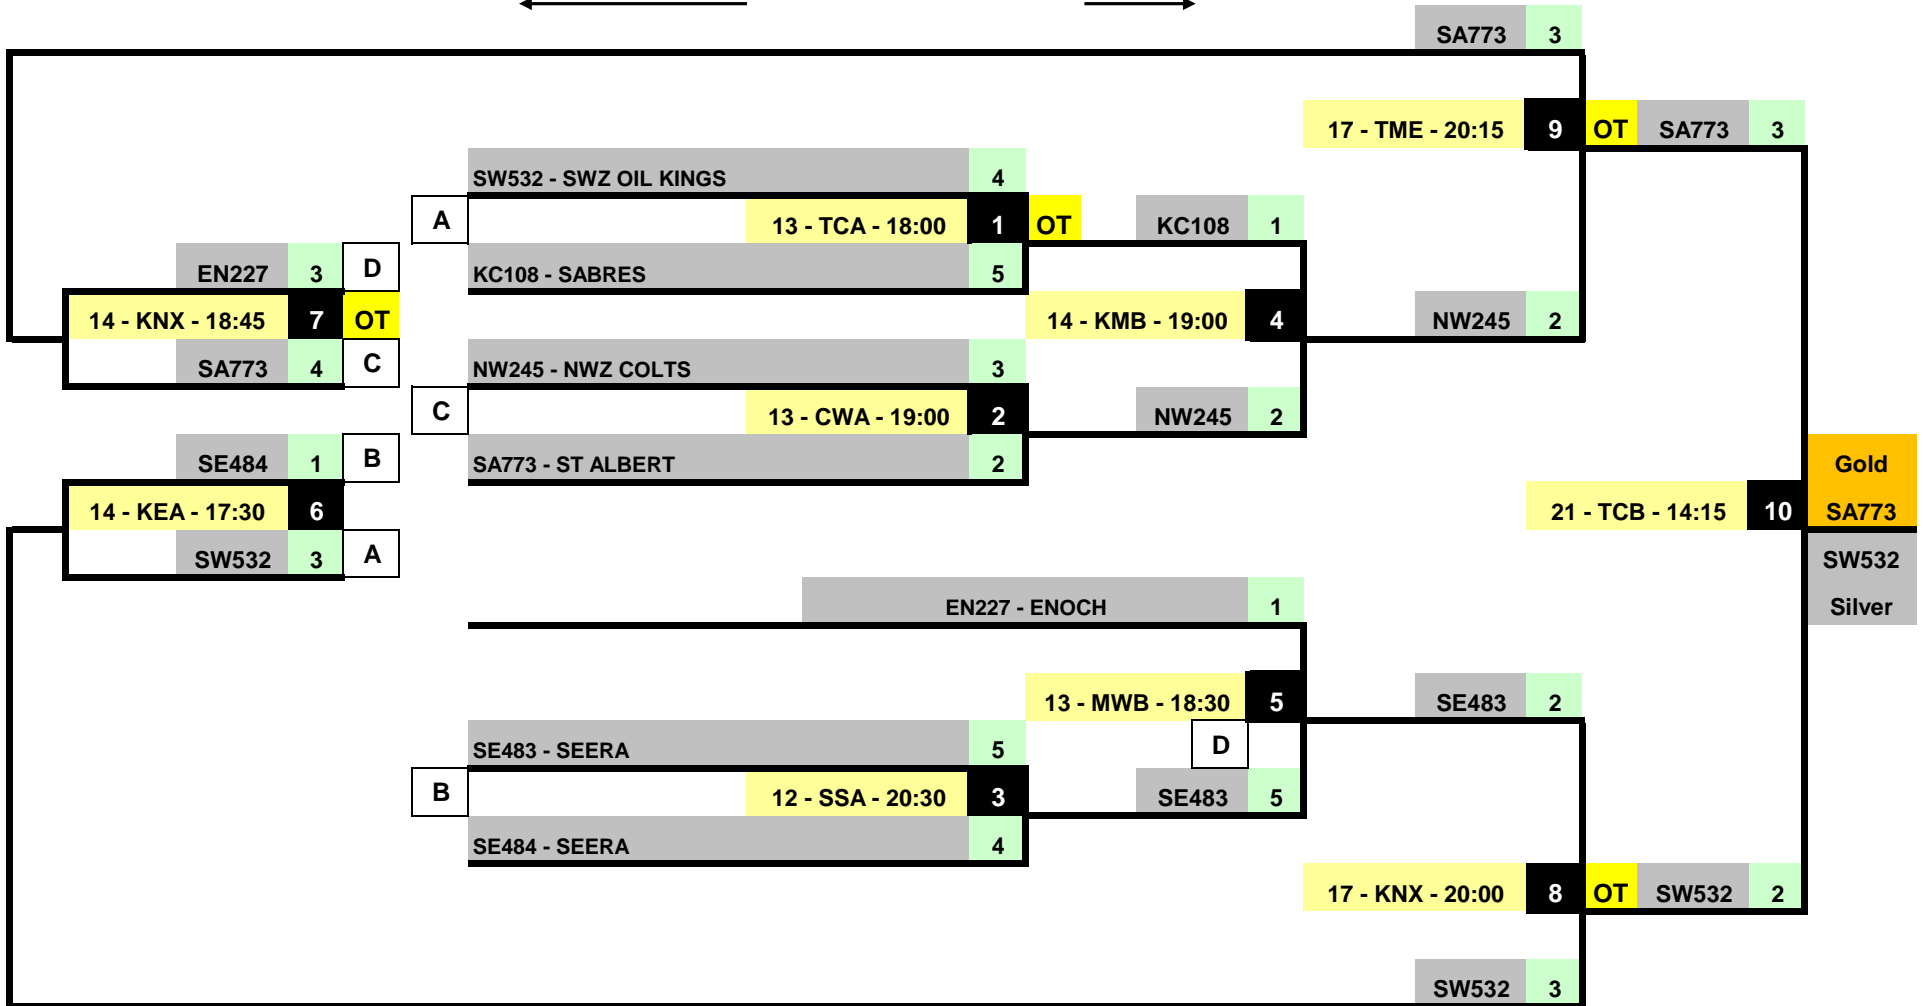 SA773 3
17 - TME - 20:15 9 OT SA773 3
SW532 - SWZ OIL KINGS 4
A 13 - TCA - 18:00 1 OT KC108 1
EN227 3 D KC108 - SABRES 5
14 - KNX - 18:45 7 OT 14 - KMB - 19:00 4 NW245 2
SA773 4 C NW245 - NWZ COLTS 3
C 13 - CWA - 19:00 2 NW245 2
SE484 1 B SA773 - ST ALBERT 2 Gold
14 - KEA - 17:30 6 21 - TCB - 14:15 10 SA773
SW532 3 A SW532
EN227 - ENOCH 1 Silver
13 - MWB - 18:30 5 SE483 2
SE483 - SEERA 5 D
B 12 - SSA - 20:30 3 SE483 5
SE484 - SEERA 4
17 - KNX - 20:00 8 OT SW532 2
SW532 3